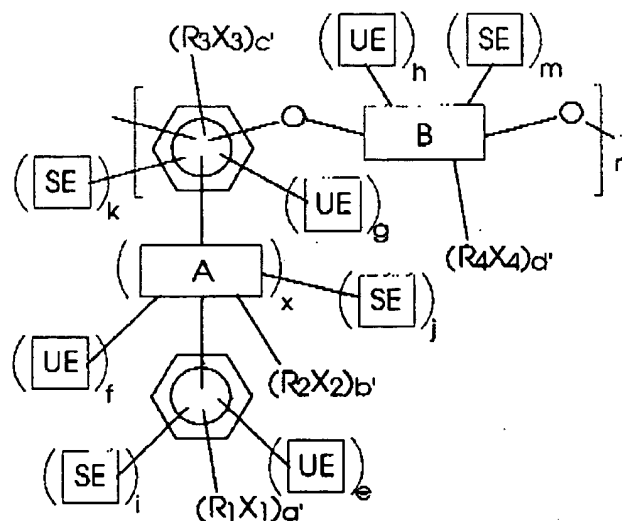 (R3X3)c' (UE)h (SE)m
O B O
(SE)k (UE)g n
(R4X4)d'
(A)x (SE)j
(UE)f (R2X2)b'
(SE)i (R1X1)a' (UE)e